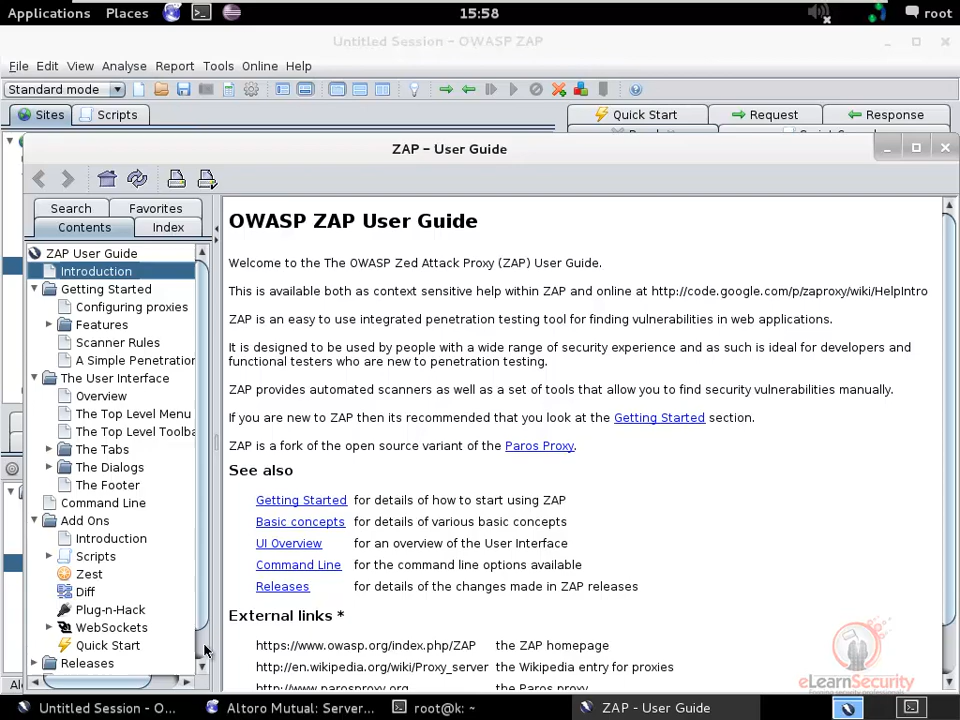 Applications Places 15:58 root
Untitled Session - OWASP ZAP
File Edit View Analyse Report Tools Online Help
Standard mode
Sites Scripts Quick Start Request Response
ZAP - User Guide
Search Favorites
Contents Index
ZAP User Guide
Introduction
Getting Started
Configuring proxies
Features
Scanner Rules
A Simple Penetration
The User Interface
Overview
The Top Level Menu
The Top Level Toolba
The Tabs
The Dialogs
The Footer
Command Line
Add Ons
Introduction
Scripts
Zest
Diff
Plug-n-Hack
WebSockets
Quick Start
Releases
OWASP ZAP User Guide
Welcome to the The OWASP Zed Attack Proxy (ZAP) User Guide.
This is available both as context sensitive help within ZAP and online at http://code.google.com/p/zaproxy/wiki/HelpIntro
ZAP is an easy to use integrated penetration testing tool for finding vulnerabilities in web applications.
It is designed to be used by people with a wide range of security experience and as such is ideal for developers and
functional testers who are new to penetration testing.
ZAP provides automated scanners as well as a set of tools that allow you to find security vulnerabilities manually.
If you are new to ZAP then its recommended that you look at the Getting Started section.
ZAP is a fork of the open source variant of the Paros Proxy.
See also
Getting Started for details of how to start using ZAP
Basic concepts for details of various basic concepts
UI Overview for an overview of the User Interface
Command Line for the command line options available
Releases for details of the changes made in ZAP releases
External links *
https://www.owasp.org/index.php/ZAP the ZAP homepage
http://en.wikipedia.org/wiki/Proxy_server the Wikipedia entry for proxies
http://www.parosproxy.org the Paros proxy
eLearnSecurity
Untitled Session - O... Altoro Mutual: Server... root@k: ~ ZAP - User Guide